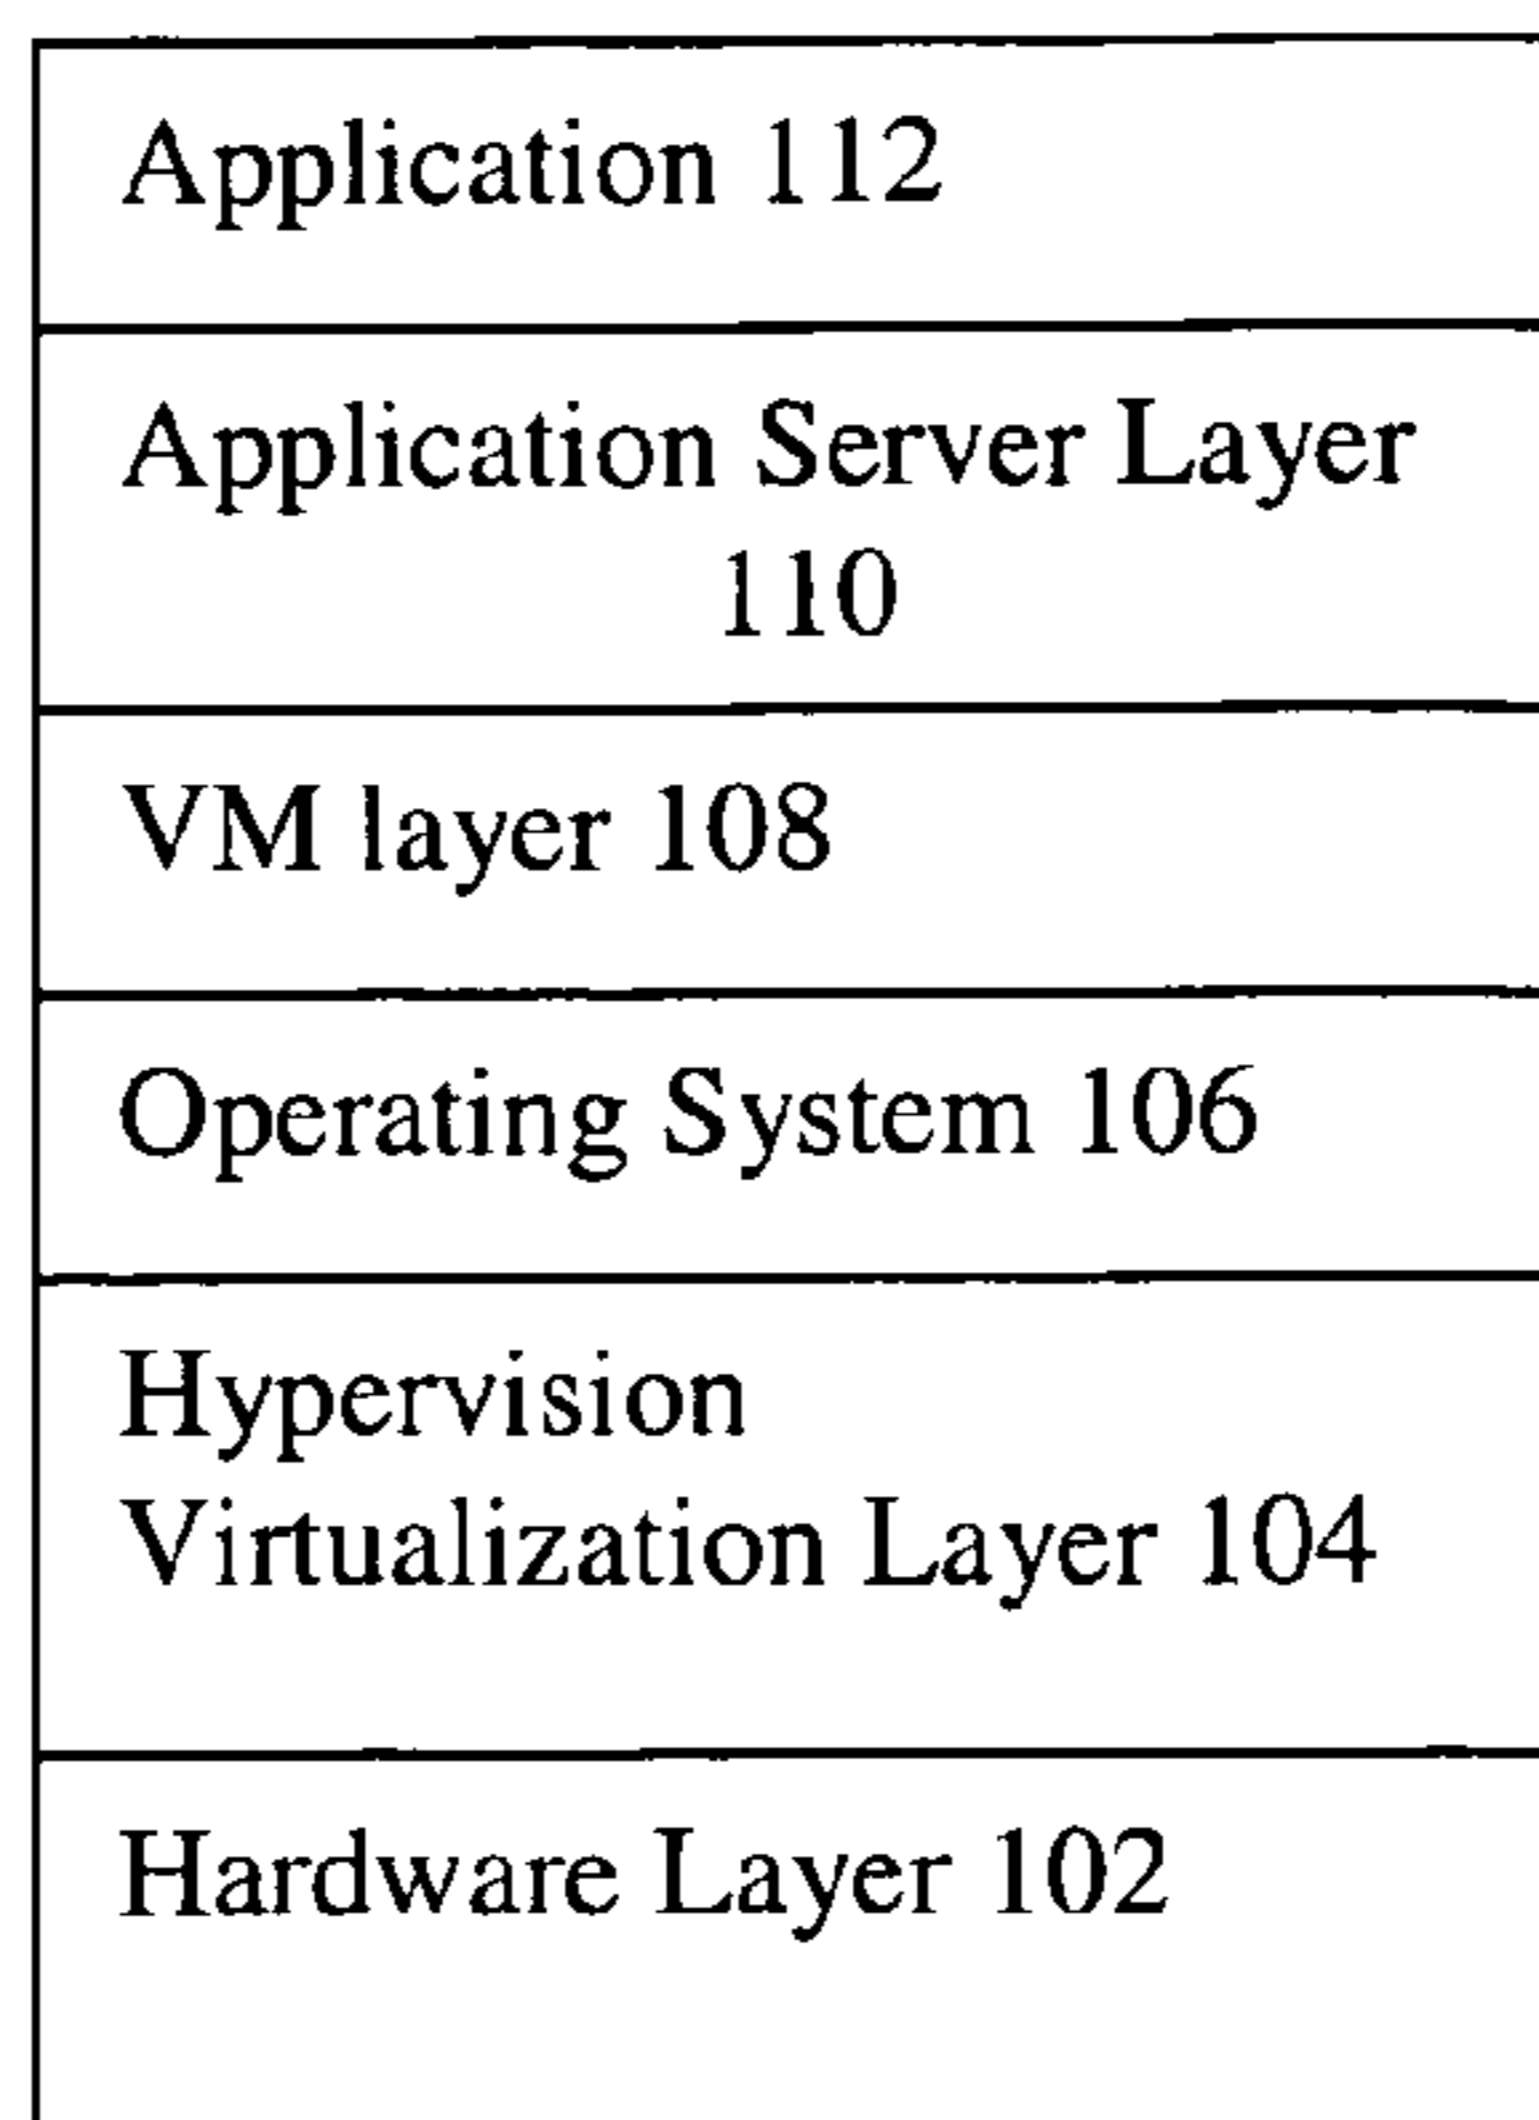 Application 112
Application Server Layer
110
VM layer 108
Operating System 106
Hypervision
Virtualization Layer 104
Hardware Layer 102